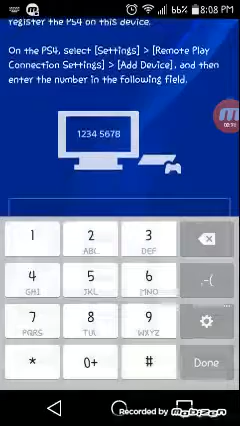 66% 8:08 PM
register the PS4 on this device.
On the PS4, select [Settings] > [Remote Play
Connection Settings] > [Add Device], and then
enter the number in the following field.
1234 5678
1 2 3
ABC DEF
4 5 6 ,-(
GHI JKL MNO
7 8 9
PQRS TUV WXYZ
* 0+ # Done
Recorded by Mobizen